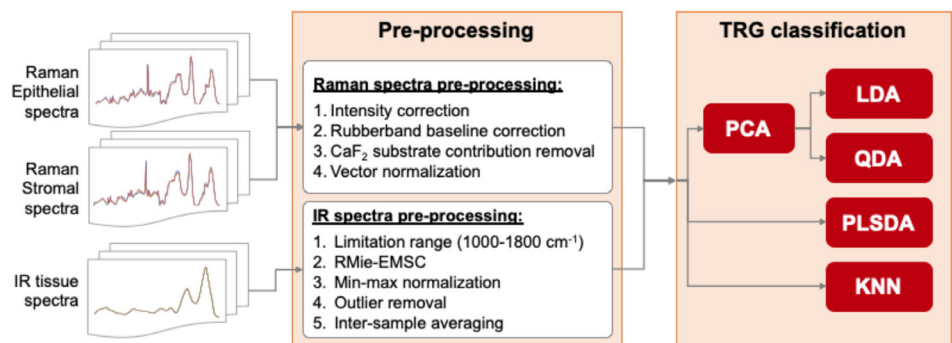 Raman
Epithelial
spectra
Raman
Stromal
spectra
IR tissue
spectra
Pre-processing
Raman spectra pre-processing:
1. Intensity correction
2. Rubberband baseline correction
3. CaF₂ substrate contribution removal
4. Vector normalization
IR spectra pre-processing:
1. Limitation range (1000-1800 cm⁻¹)
2. RMie-EMSC
3. Min-max normalization
4. Outlier removal
5. Inter-sample averaging
TRG classification
PCA
LDA
QDA
PLSDA
KNN